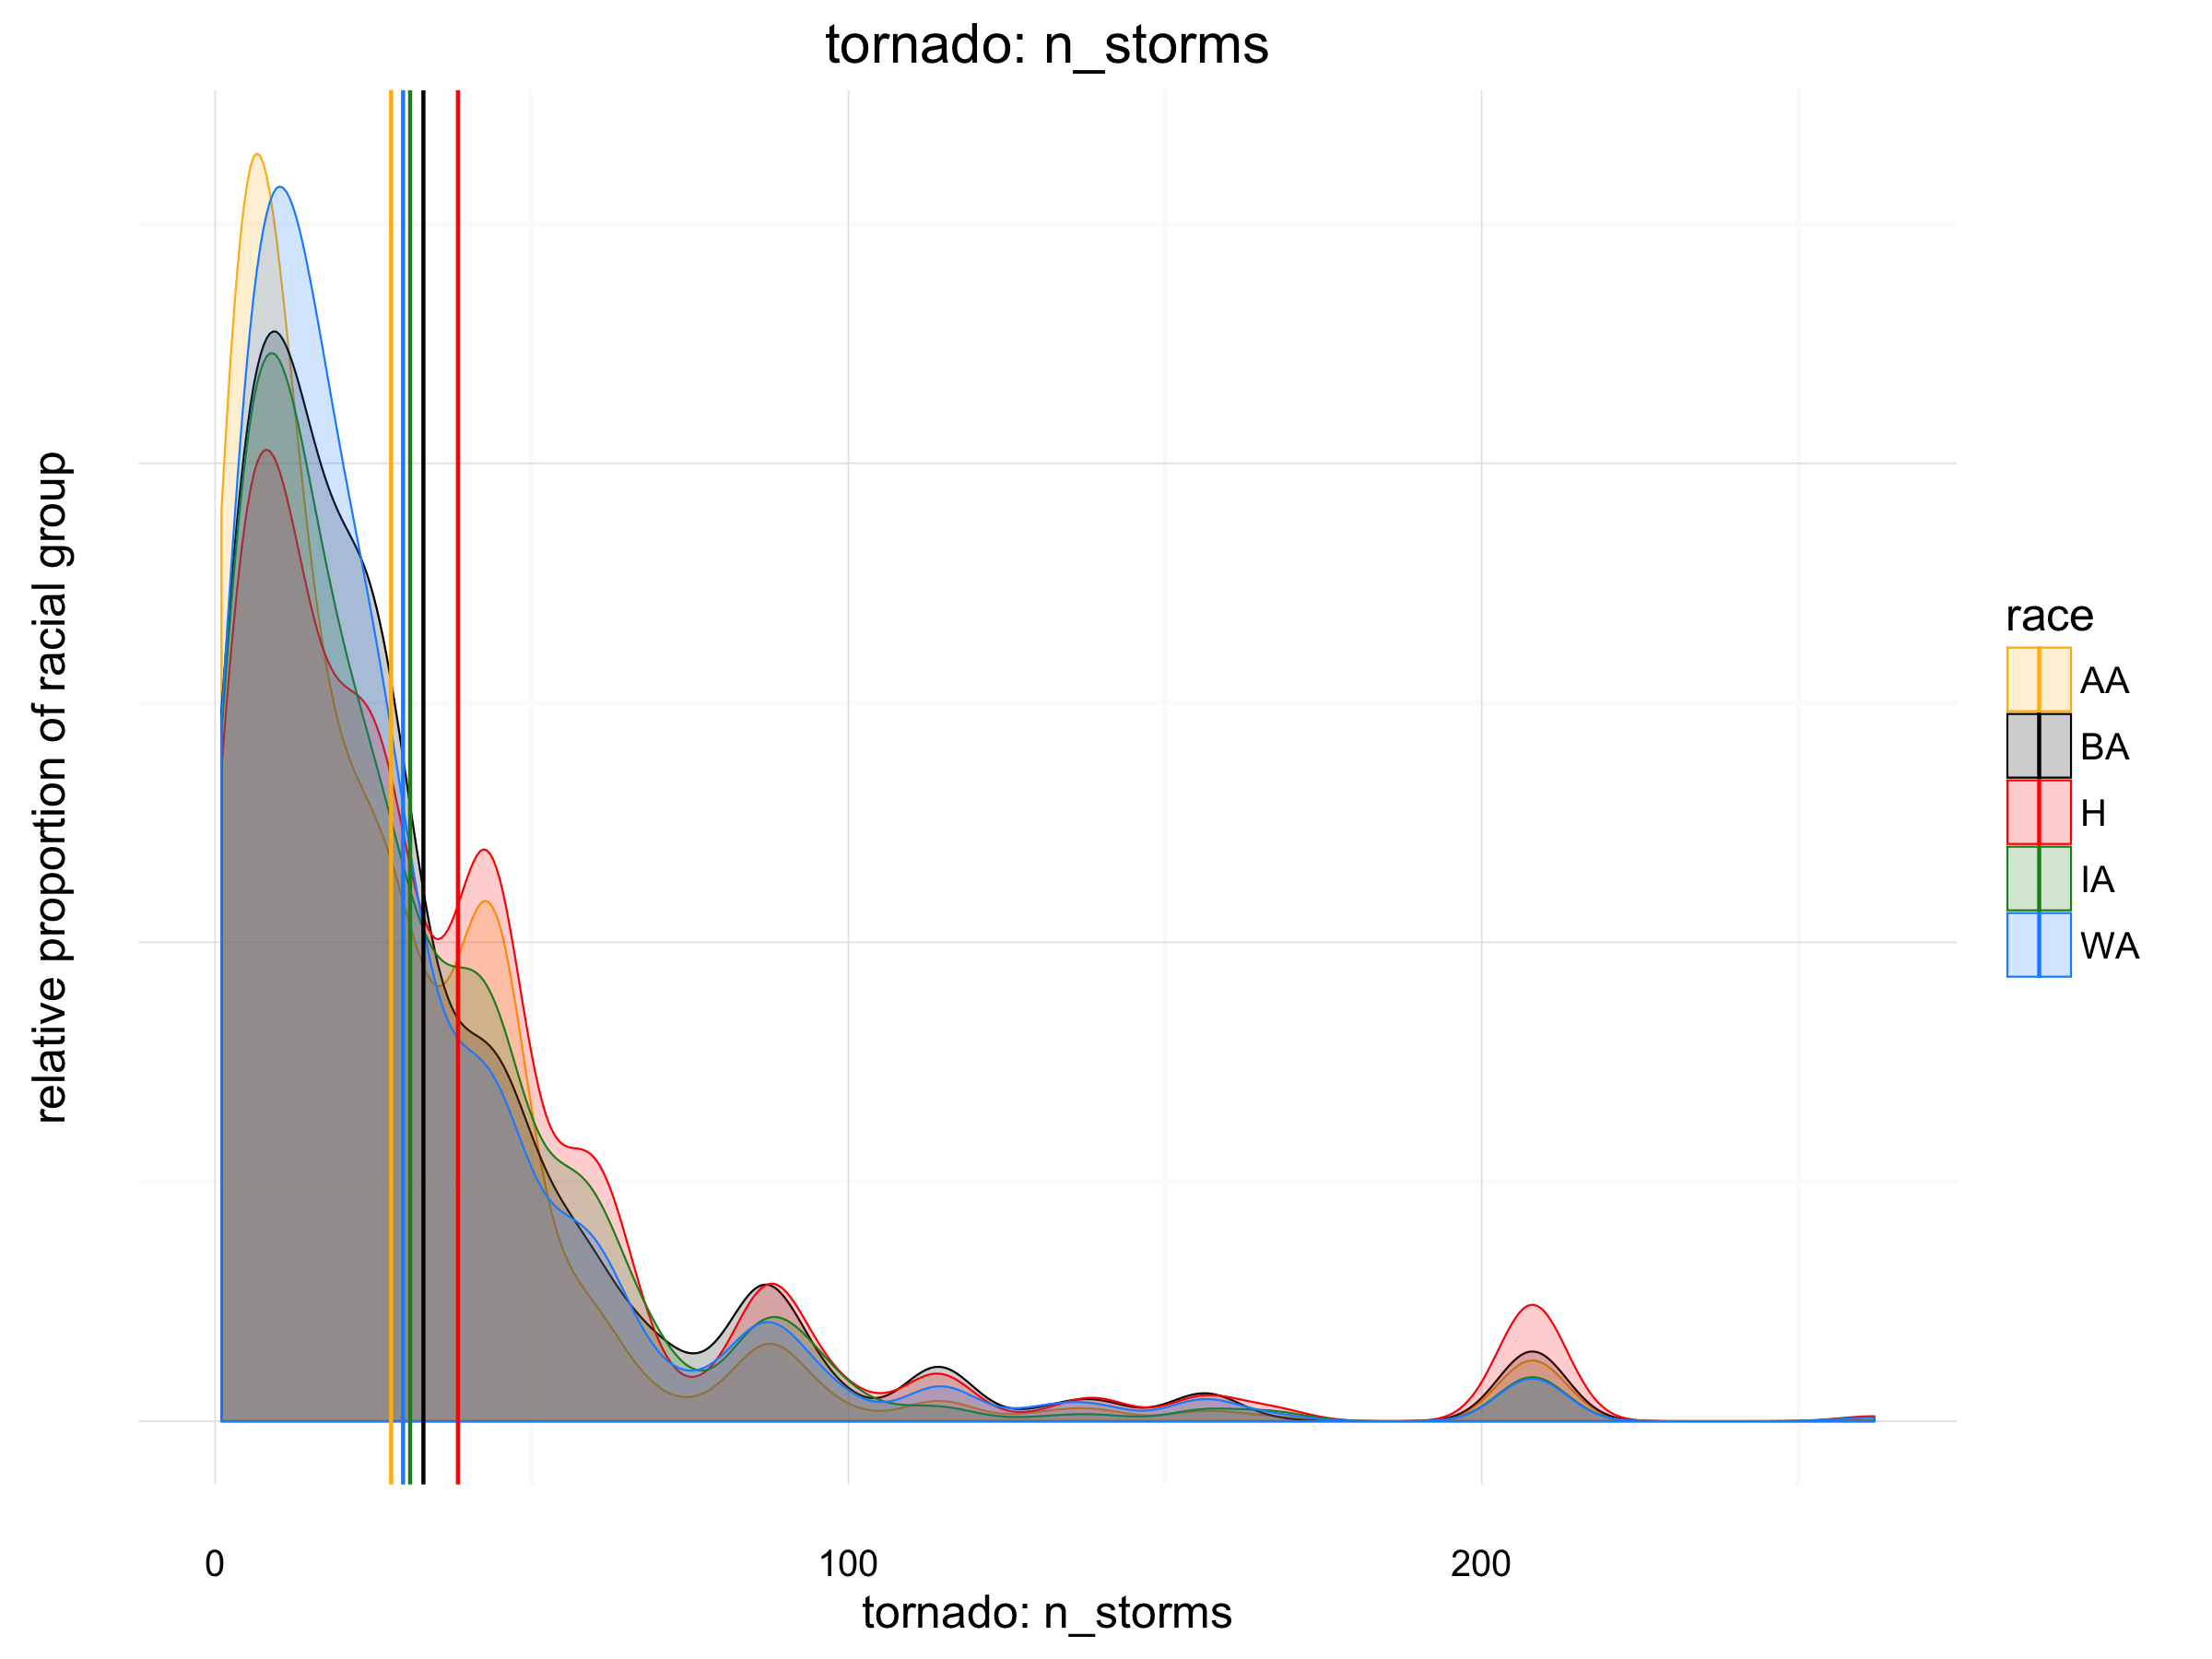 tornado: n_storms
relative proportion of racial group
race
AA
BA
H
IA
WA
0
100
200
tornado: n_storms